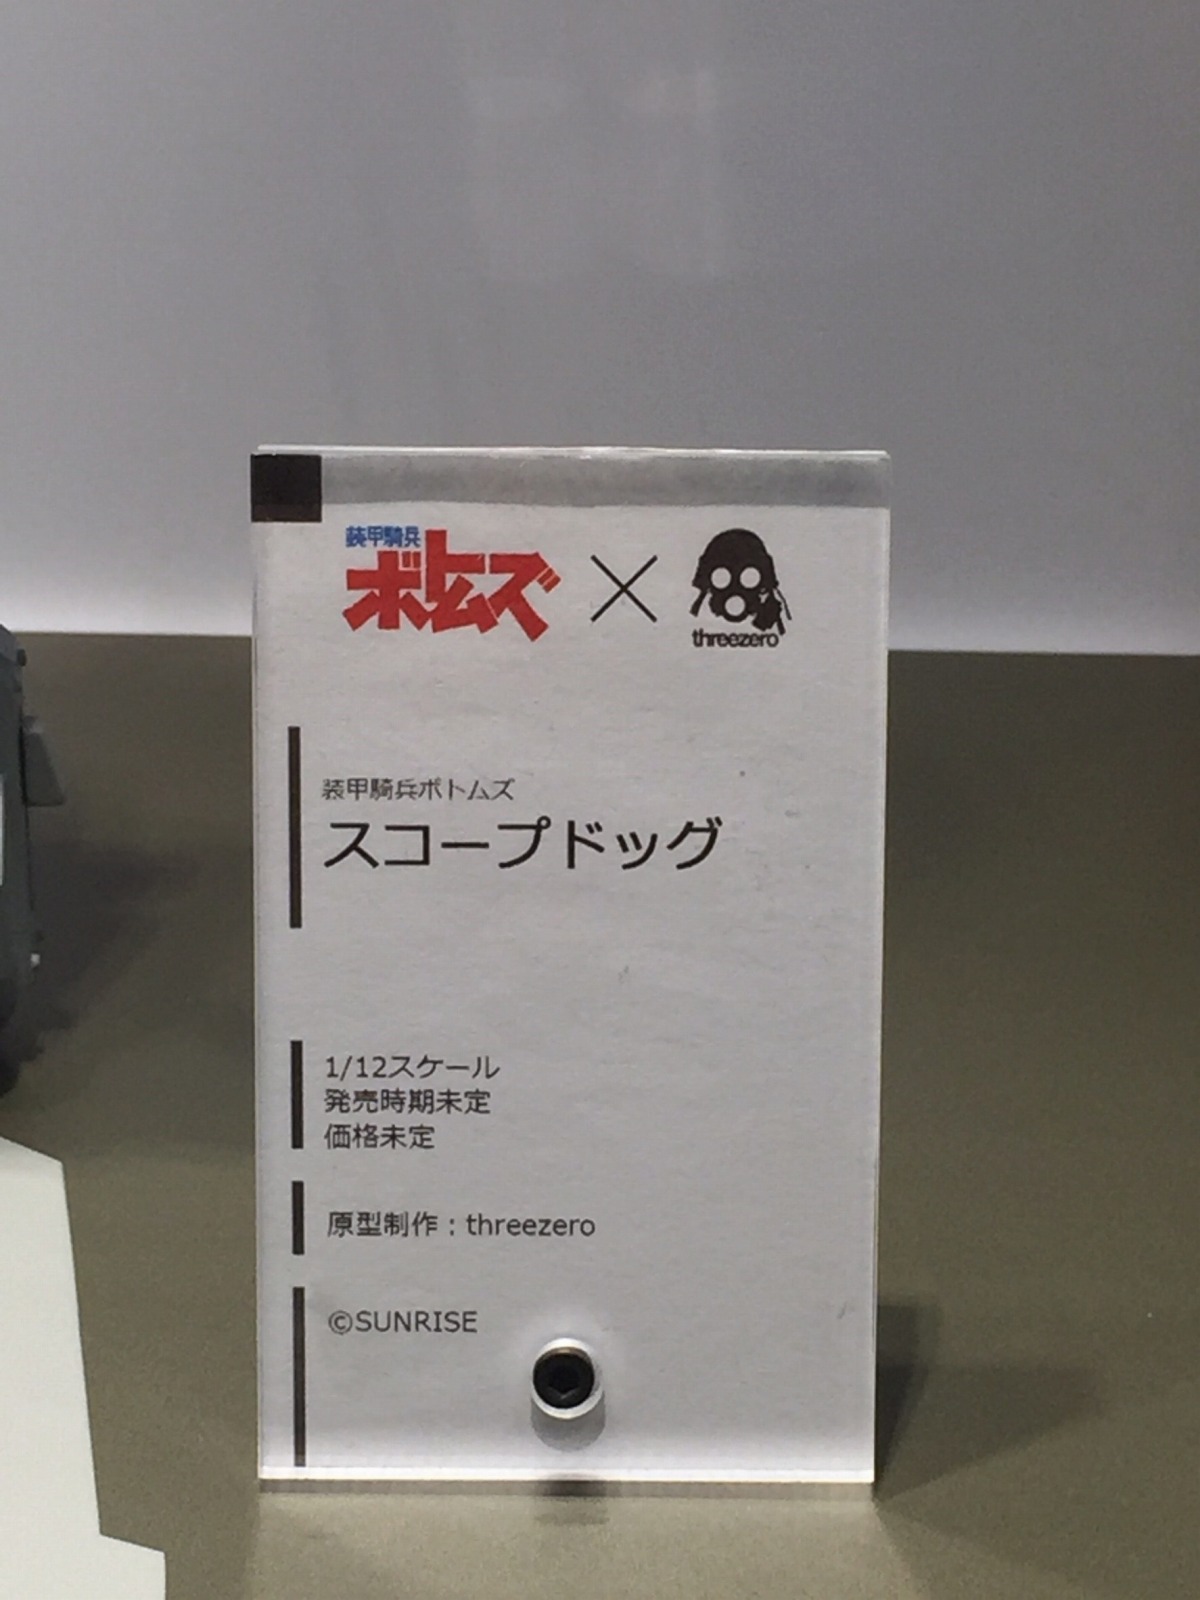 装甲騎兵
ボトムズ × threezero
装甲騎兵ボトムズ
スコープドッグ
1/12スケール
発売時期未定
価格未定
原型制作：threezero
©SUNRISE